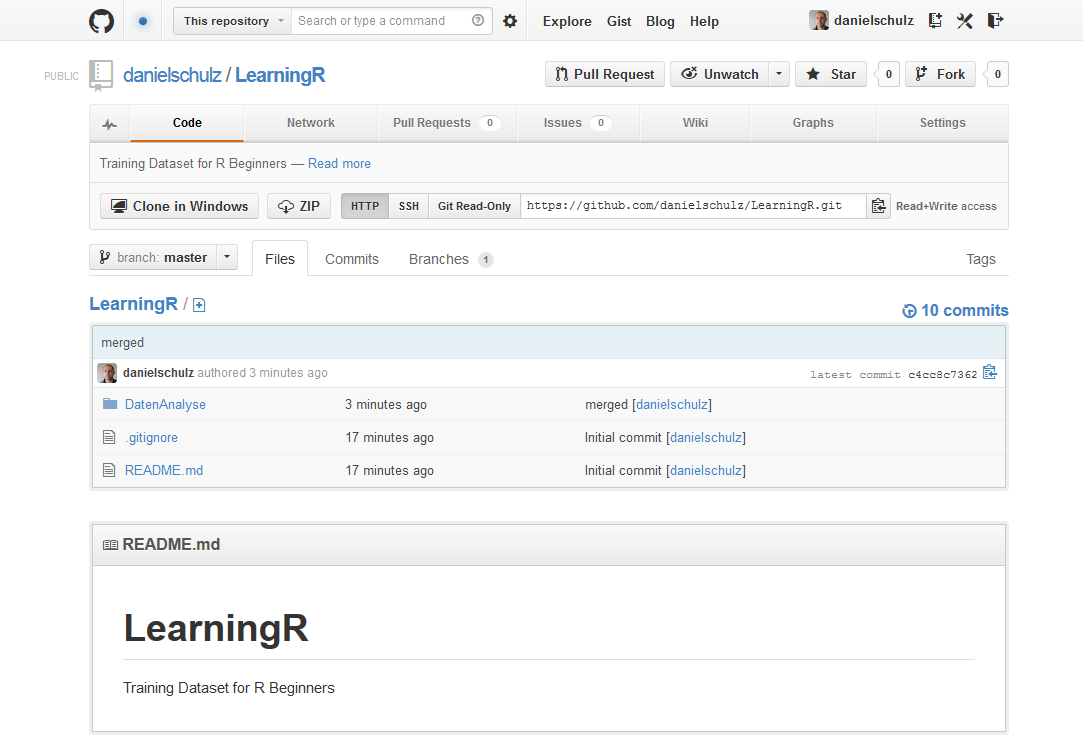 This repository Search or type a command Explore Gist Blog Help danielschulz
PUBLIC danielschulz / LearningR Pull Request Unwatch Star 0 Fork 0
Code Network Pull Requests 0 Issues 0 Wiki Graphs Settings
Training Dataset for R Beginners — Read more
Clone in Windows ZIP HTTP SSH Git Read-Only https://github.com/danielschulz/LearningR.git Read+Write access
branch: master Files Commits Branches 1 Tags
LearningR / 10 commits
merged
danielschulz authored 3 minutes ago latest commit c4cc8c7362
DatenAnalyse 3 minutes ago merged [danielschulz]
.gitignore 17 minutes ago Initial commit [danielschulz]
README.md 17 minutes ago Initial commit [danielschulz]
README.md
LearningR
Training Dataset for R Beginners